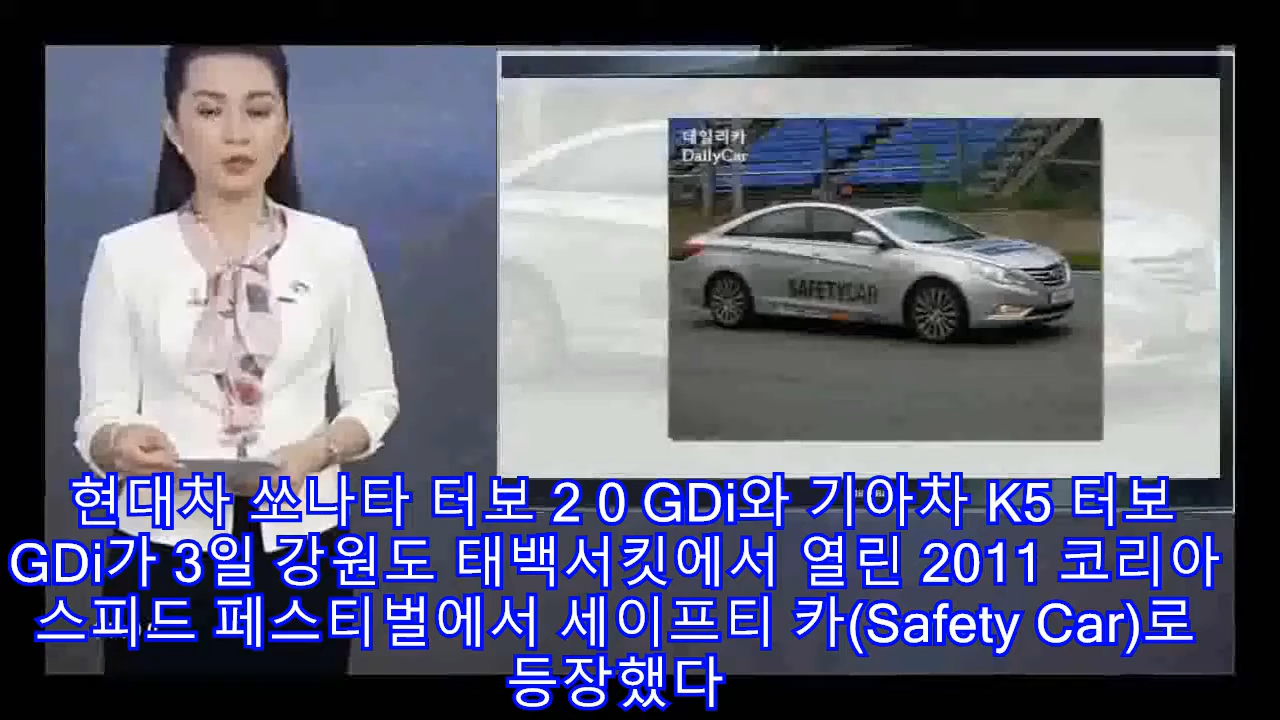 데일리카
DailyCar
SAFETYCAR
현대차 쏘나타 터보 2 0 GDi와 기아차 K5 터보
GDi가 3일 강원도 태백서킷에서 열린 2011 코리아
스피드 페스티벌에서 세이프티 카(Safety Car)로
등장했다